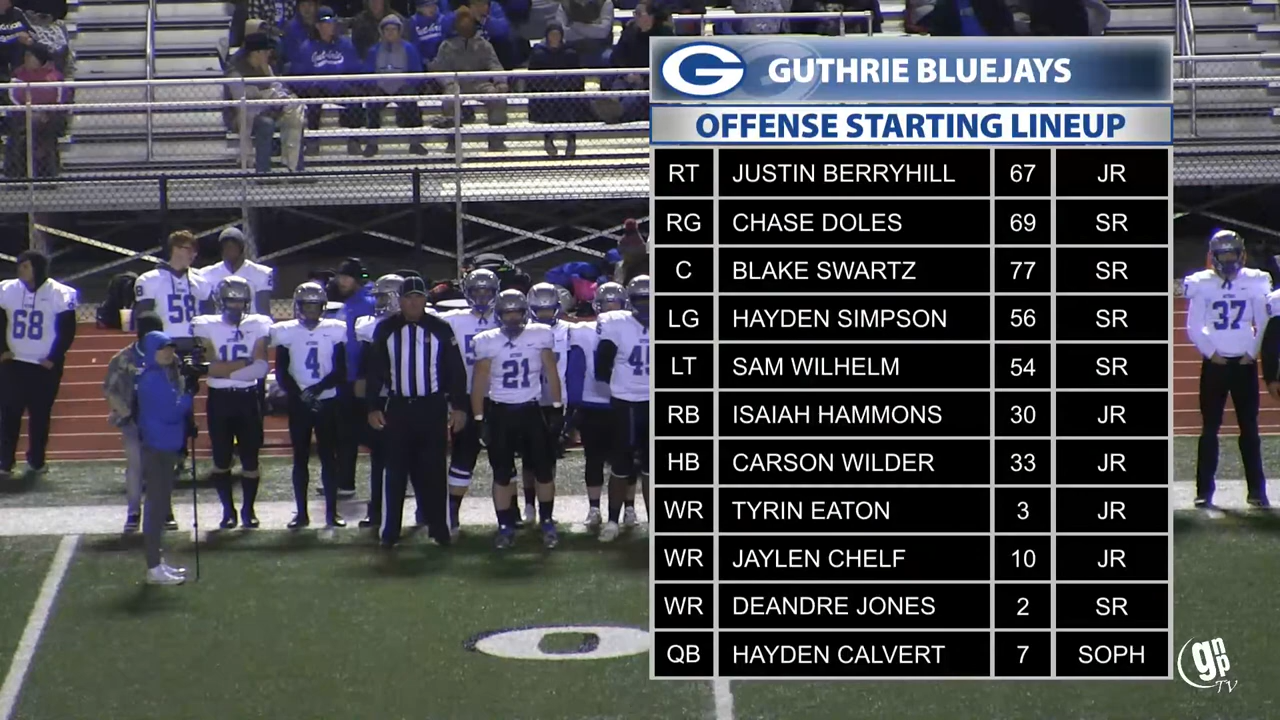 G GUTHRIE BLUEJAYS
OFFENSE STARTING LINEUP
RT JUSTIN BERRYHILL 67 JR
RG CHASE DOLES 69 SR
C BLAKE SWARTZ 77 SR
LG HAYDEN SIMPSON 56 SR
LT SAM WILHELM 54 SR
RB ISAIAH HAMMONS 30 JR
HB CARSON WILDER 33 JR
WR TYRIN EATON 3 JR
WR JAYLEN CHELF 10 JR
WR DEANDRE JONES 2 SR
QB HAYDEN CALVERT 7 SOPH
68
58
16
4
21
37
0
gnp
TV